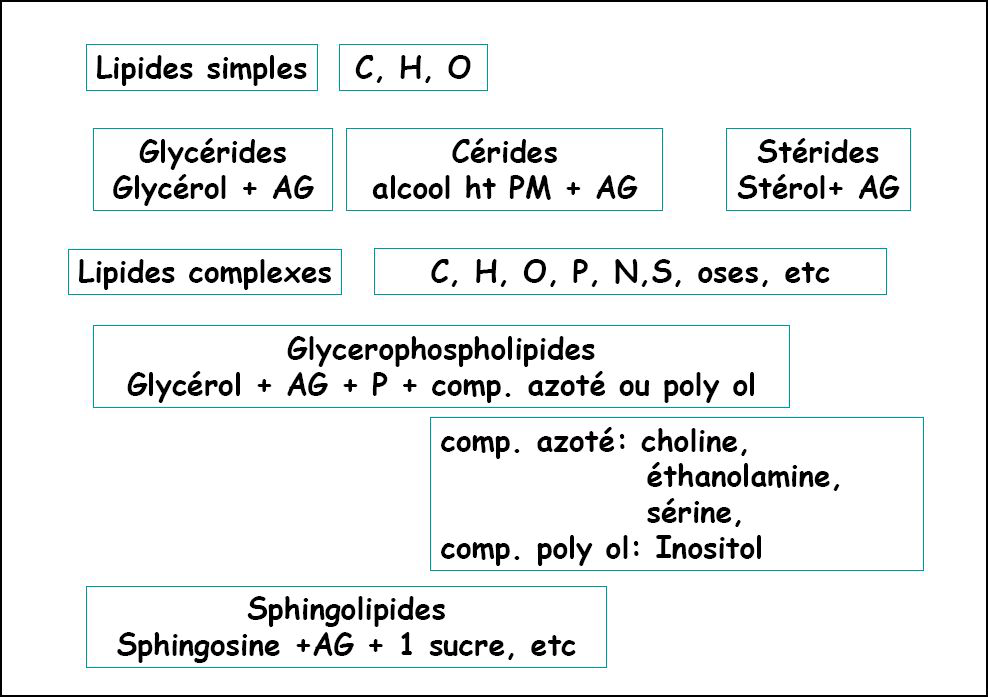 Lipides simples
C, H, O
Glycérides
Glycérol + AG
Cérides
alcool ht PM + AG
Stérides
Stérol+ AG
Lipides complexes
C, H, O, P, N,S, oses, etc
Glycerophospholipides
Glycérol + AG + P + comp. azoté ou poly ol
comp. azoté: choline,
éthanolamine,
sérine,
comp. poly ol: Inositol
Sphingolipides
Sphingosine +AG + 1 sucre, etc